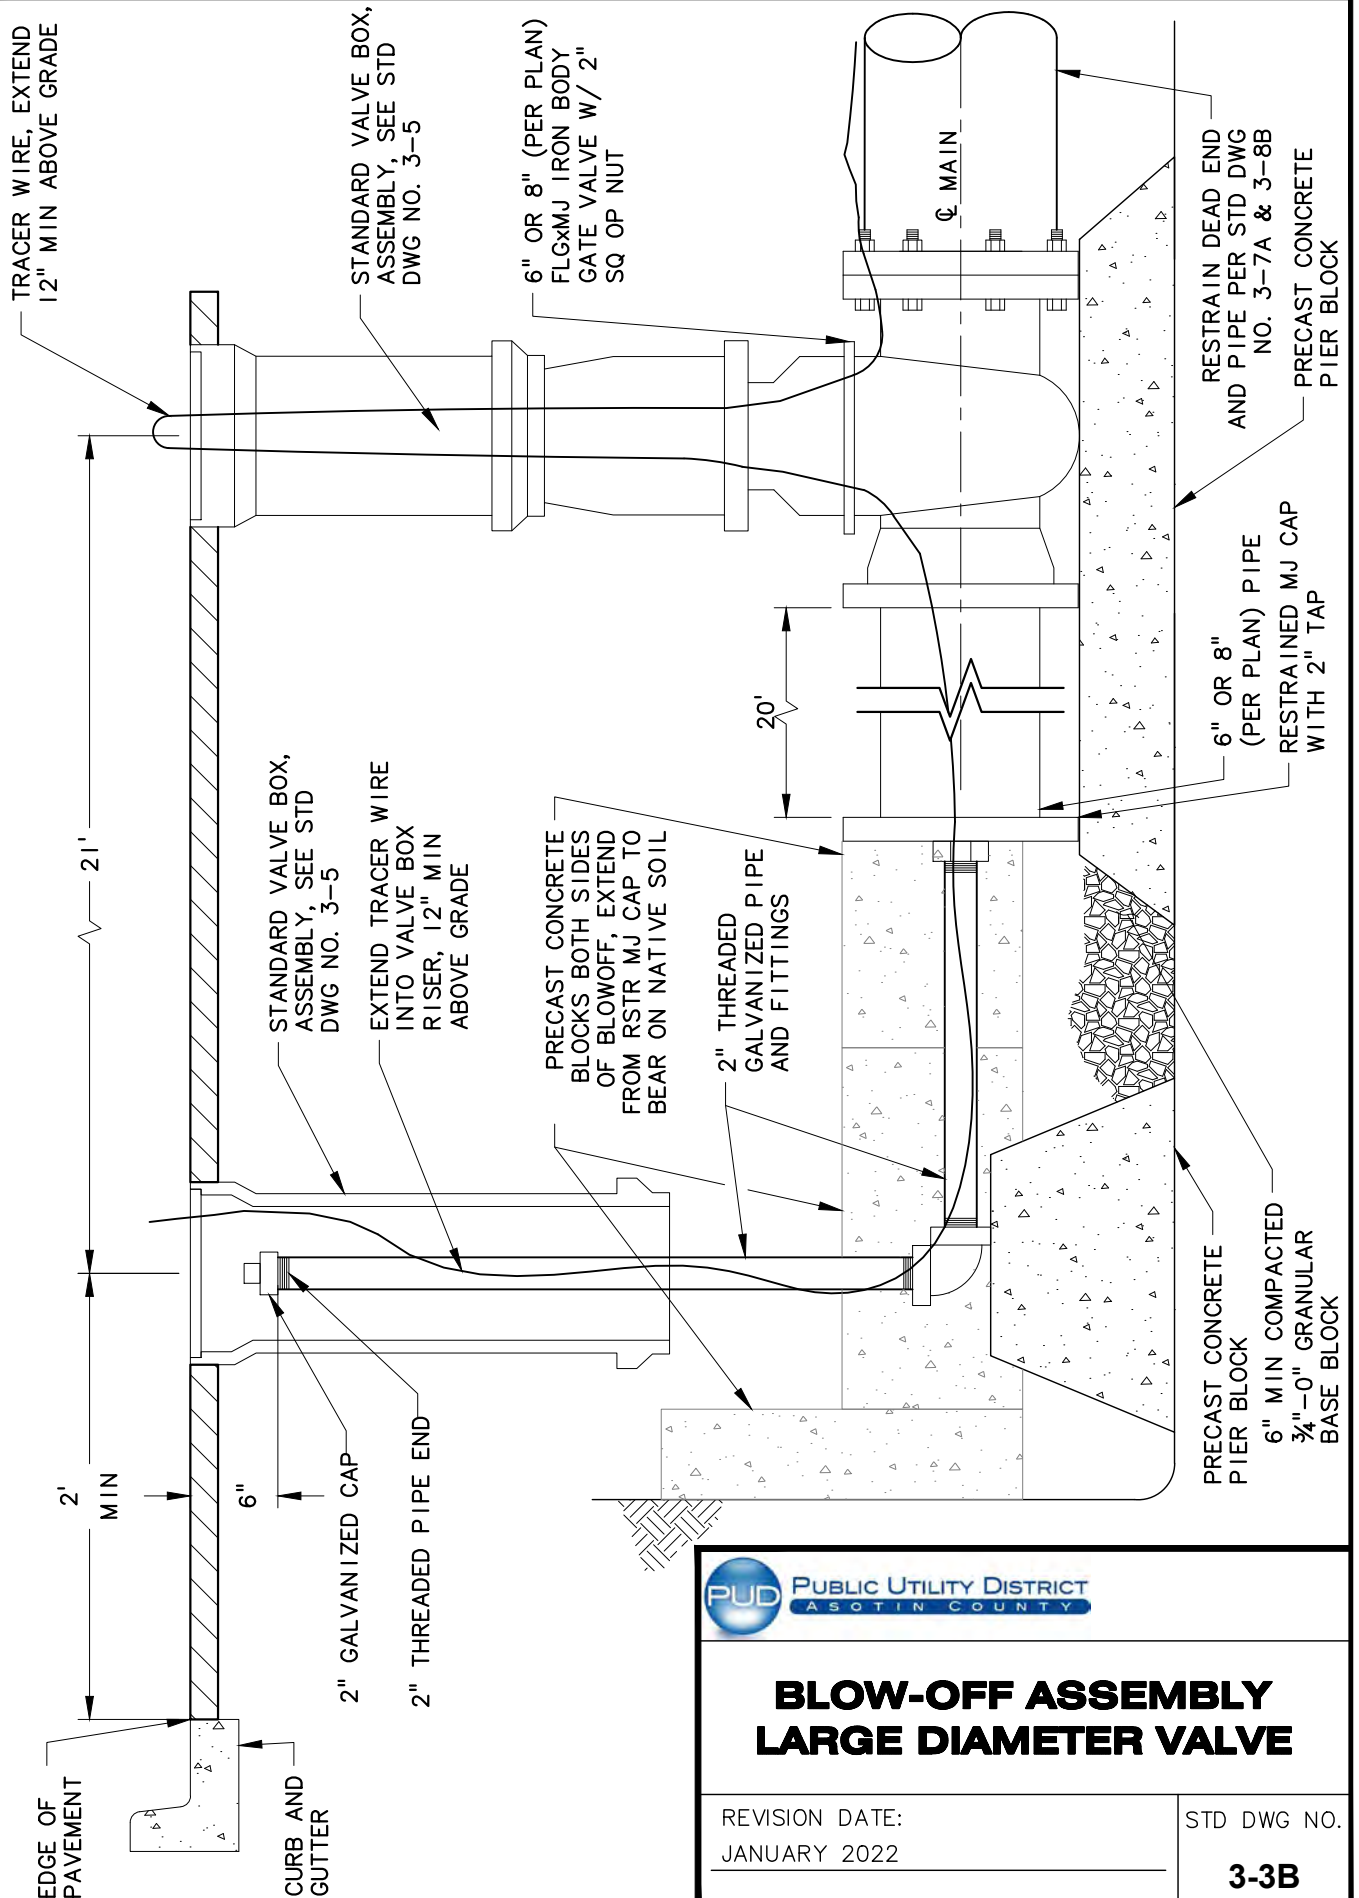 TRACER WIRE, EXTEND
12" MIN ABOVE GRADE
STANDARD VALVE BOX,
ASSEMBLY, SEE STD
DWG NO. 3-5
6" OR 8" (PER PLAN)
FLGxMJ IRON BODY
GATE VALVE W/ 2"
SQ OP NUT
℄ MAIN
RESTRAIN DEAD END
AND PIPE PER STD DWG
NO. 3-7A & 3-8B
PRECAST CONCRETE
PIER BLOCK
21'
20'
STANDARD VALVE BOX,
ASSEMBLY, SEE STD
DWG NO. 3-5
EXTEND TRACER WIRE
INTO VALVE BOX
RISER, 12" MIN
ABOVE GRADE
PRECAST CONCRETE
BLOCKS BOTH SIDES
OF BLOWOFF, EXTEND
FROM RSTR MJ CAP TO
BEAR ON NATIVE SOIL
2" THREADED
GALVANIZED PIPE
AND FITTINGS
6" OR 8"
(PER PLAN) PIPE
RESTRAINED MJ CAP
WITH 2" TAP
2'
MIN
6"
2" GALVANIZED CAP
2" THREADED PIPE END
PRECAST CONCRETE
PIER BLOCK
6" MIN COMPACTED
¾"-0" GRANULAR
BASE BLOCK
EDGE OF
PAVEMENT
CURB AND
GUTTER
PUD
PUBLIC UTILITY DISTRICT
ASOTIN COUNTY
BLOW-OFF ASSEMBLY
LARGE DIAMETER VALVE
REVISION DATE:
JANUARY 2022
STD DWG NO.
3-3B